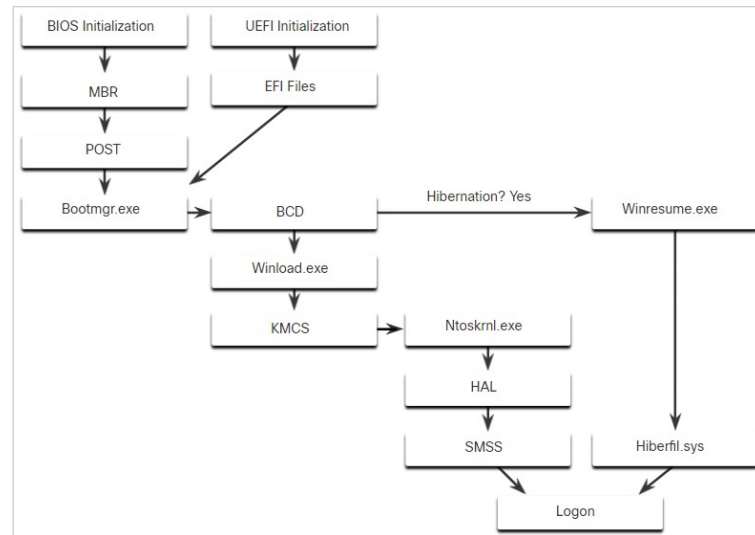 BIOS Initialization
UEFI Initialization
MBR
EFI Files
POST
Bootmgr.exe
BCD
Hibernation? Yes
Winresume.exe
Winload.exe
KMCS
Ntoskrnl.exe
HAL
SMSS
Hiberfil.sys
Logon